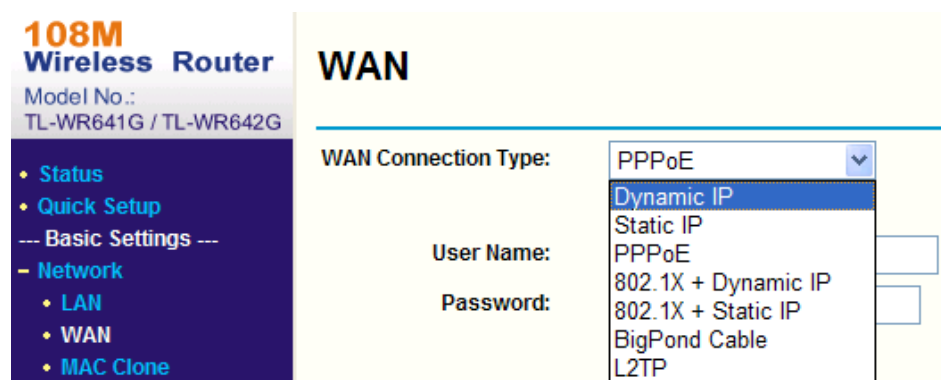 108M
Wireless Router
Model No.:
TL-WR641G / TL-WR642G
• Status
• Quick Setup
--- Basic Settings ---
– Network
• LAN
• WAN
• MAC Clone
WAN
WAN Connection Type:
PPPoE
Dynamic IP
Static IP
PPPoE
802.1X + Dynamic IP
802.1X + Static IP
BigPond Cable
L2TP
User Name:
Password: